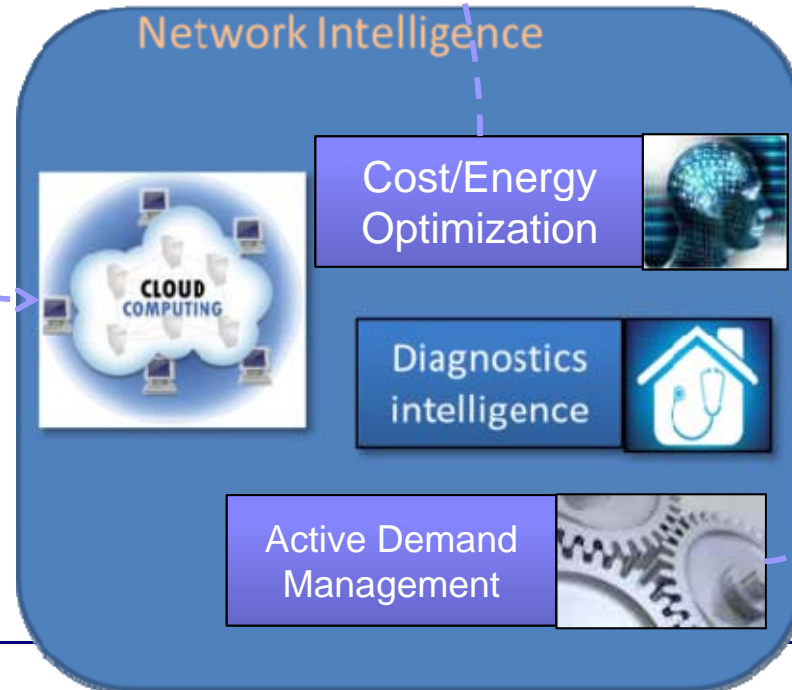 Network Intelligence
Cost/Energy
Optimization
CLOUD
COMPUTING
Diagnostics
intelligence
Active Demand
Management